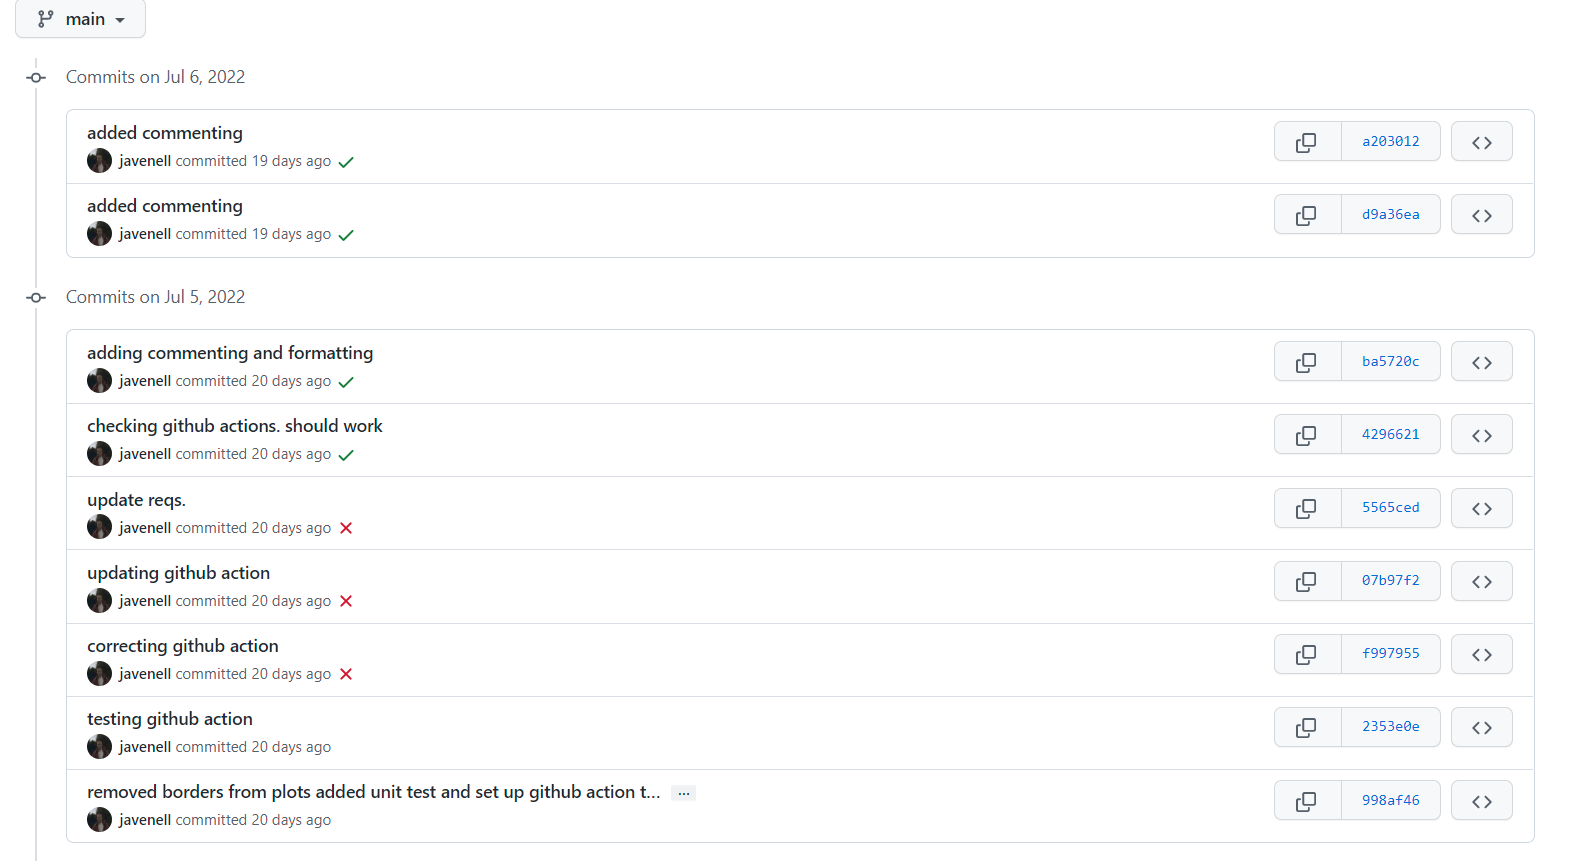 main
Commits on Jul 6, 2022
added commenting
javenell committed 19 days ago
a203012
added commenting
javenell committed 19 days ago
d9a36ea
Commits on Jul 5, 2022
adding commenting and formatting
javenell committed 20 days ago
ba5720c
checking github actions. should work
javenell committed 20 days ago
4296621
update reqs.
javenell committed 20 days ago
5565ced
updating github action
javenell committed 20 days ago
07b97f2
correcting github action
javenell committed 20 days ago
f997955
testing github action
javenell committed 20 days ago
2353e0e
removed borders from plots added unit test and set up github action t... ...
javenell committed 20 days ago
998af46